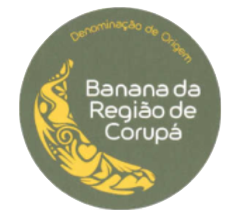 Denominação de Origem
Banana da
Região de
Corupá